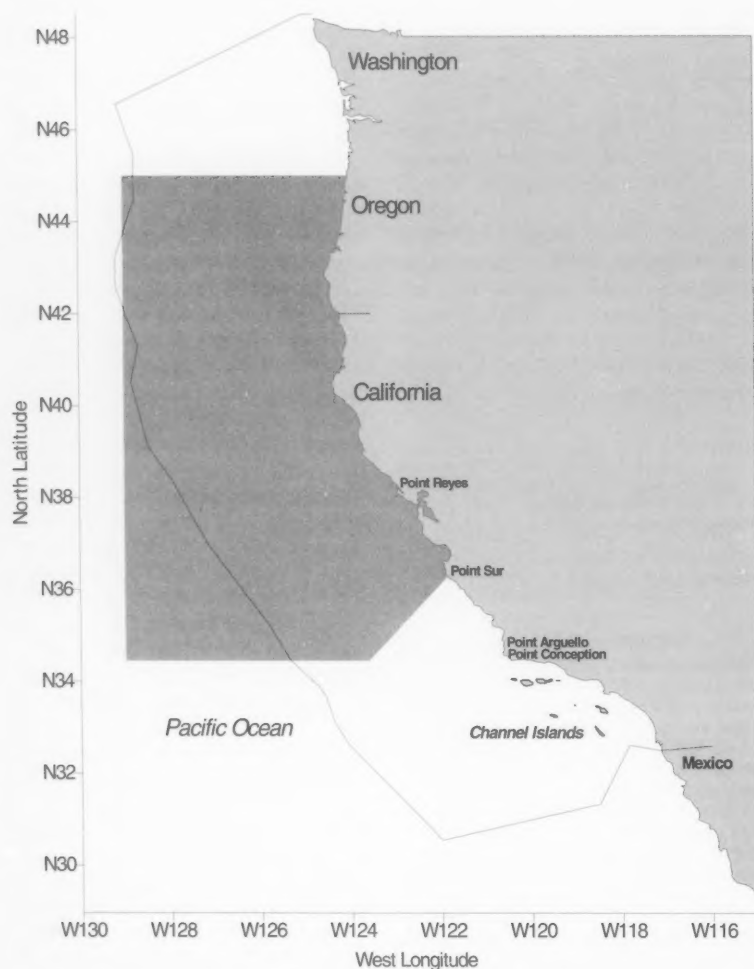 N48
Washington
N46
N44
Oregon
N42
N40
California
North Latitude
N38
Point Reyes
N36
Point Sur
Point Arguello
Point Conception
N34
Pacific Ocean
Channel Islands
N32
Mexico
N30
W130
W128
W126
W124
W122
W120
W118
W116
West Longitude